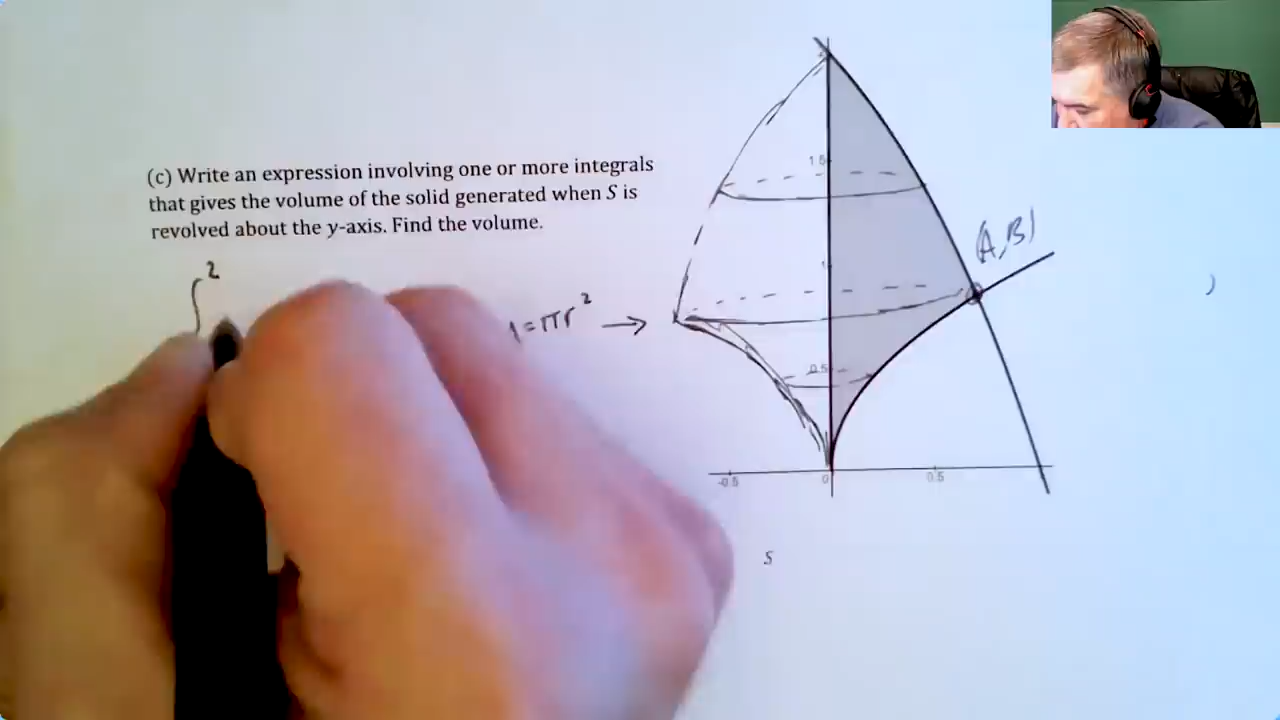 (c) Write an expression involving one or more integrals
that gives the volume of the solid generated when S is
revolved about the y-axis. Find the volume.
∫²
=πr² →
(A,B)
1.5
1
0.5
-0.5 0 0.5
s